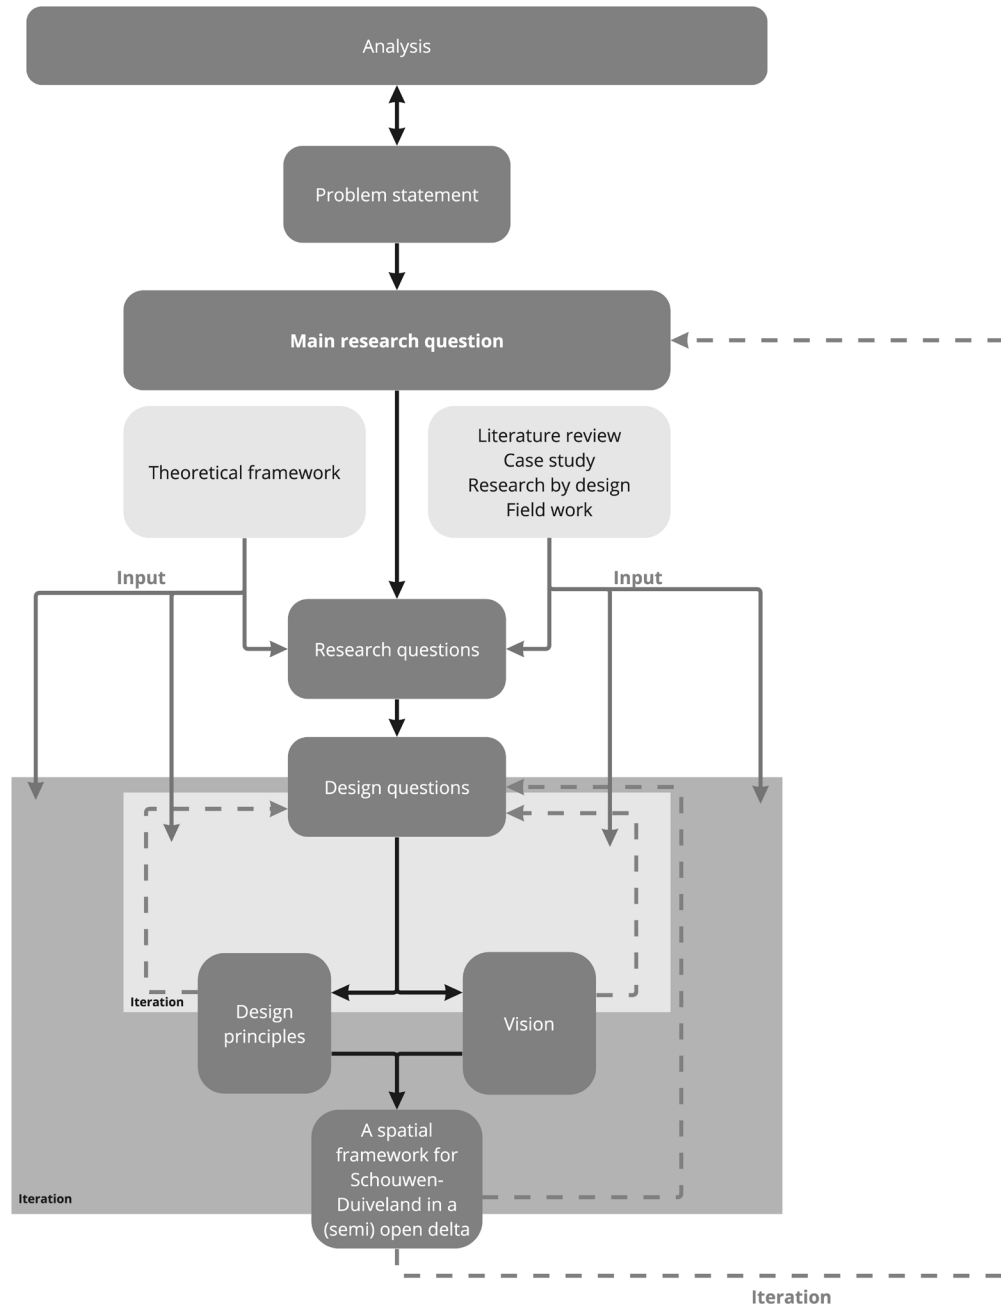 Analysis
Problem statement
Main research question
Theoretical framework
Literature review
Case study
Research by design
Field work
Input
Input
Research questions
Design questions
Iteration
Design
principles
Vision
A spatial
framework for
Schouwen-
Duiveland in a
(semi) open delta
Iteration
Iteration